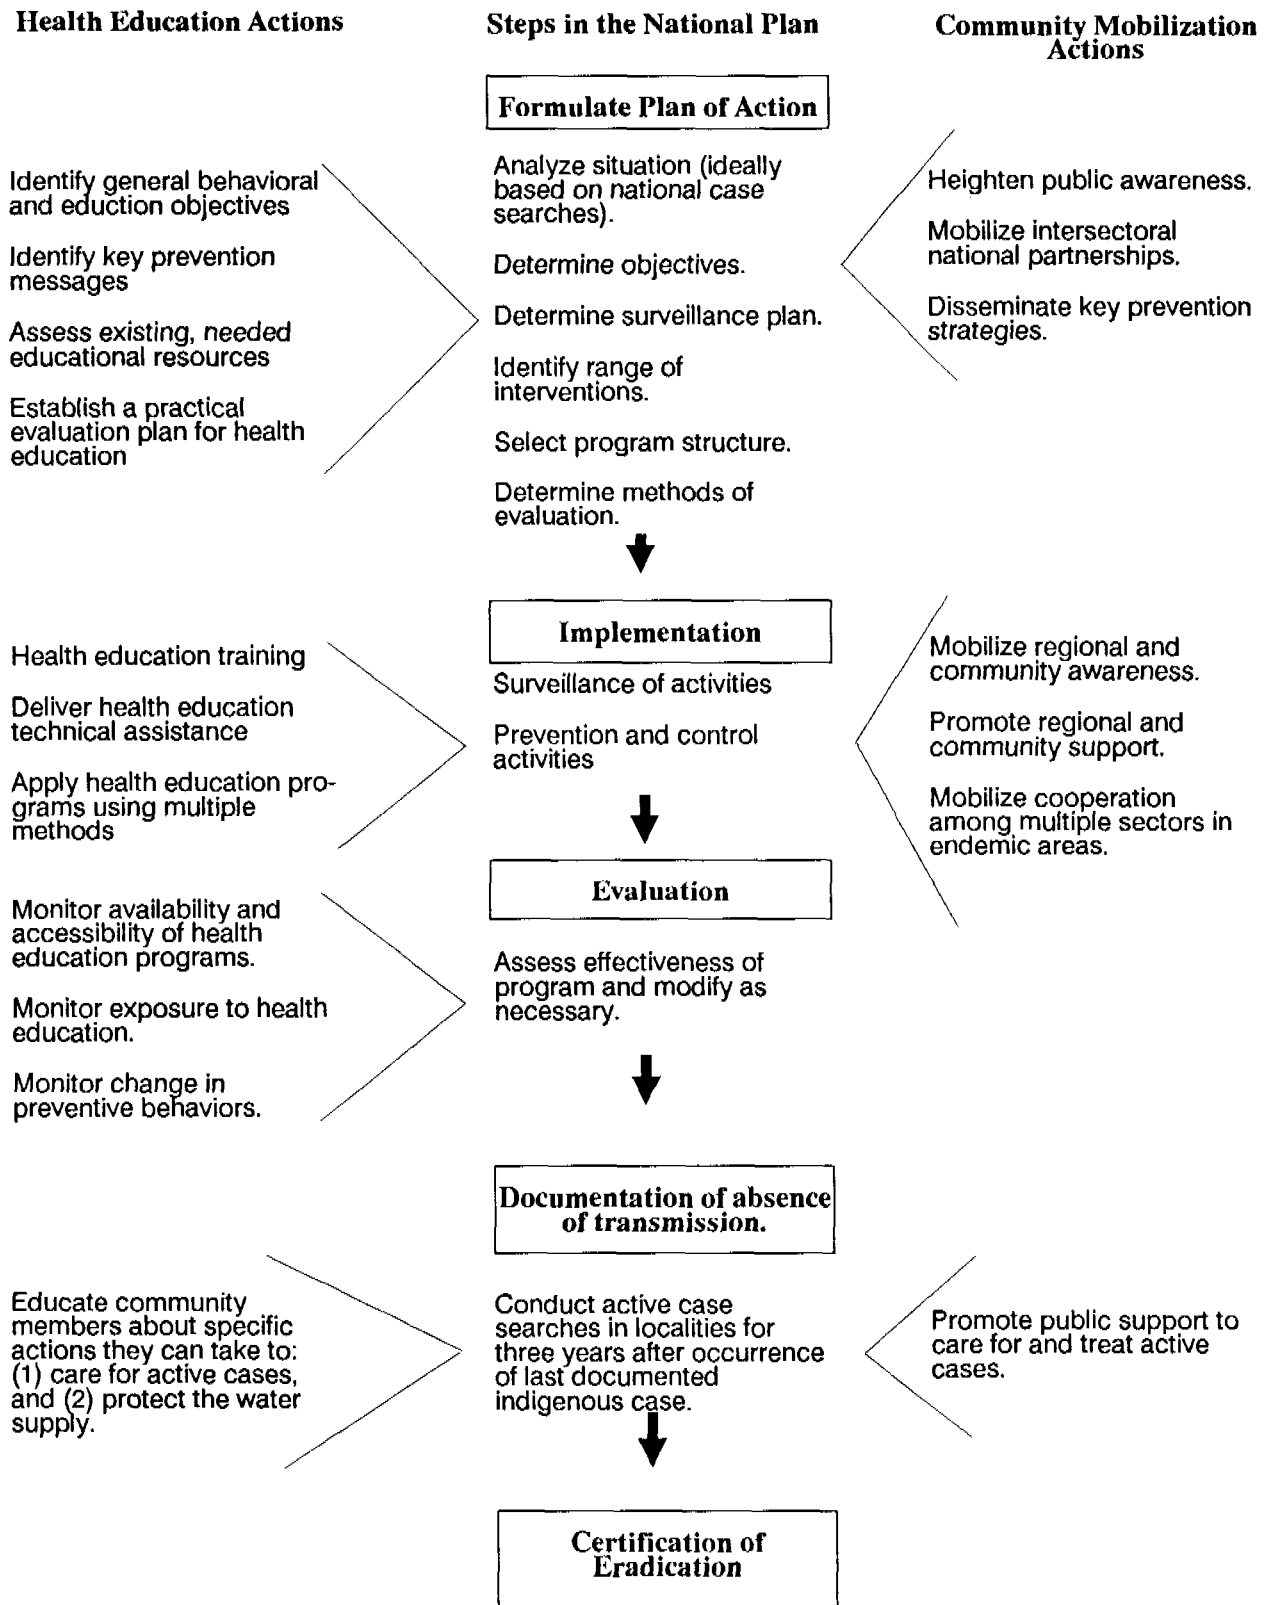 Health Education Actions
Steps in the National Plan
Community Mobilization
Actions
Formulate Plan of Action
Identify general behavioral
and eduction objectives
Identify key prevention
messages
Assess existing, needed
educational resources
Establish a practical
evaluation plan for health
education
Analyze situation (ideally
based on national case
searches).
Determine objectives.
Determine surveillance plan.
Identify range of
interventions.
Select program structure.
Determine methods of
evaluation.
Heighten public awareness.
Mobilize intersectoral
national partnerships.
Disseminate key prevention
strategies.
Implementation
Health education training
Deliver health education
technical assistance
Apply health education pro-
grams using multiple
methods
Surveillance of activities
Prevention and control
activities
Mobilize regional and
community awareness.
Promote regional and
community support.
Mobilize cooperation
among multiple sectors in
endemic areas.
Evaluation
Monitor availability and
accessibility of health
education programs.
Monitor exposure to health
education.
Monitor change in
preventive behaviors.
Assess effectiveness of
program and modify as
necessary.
Documentation of absence
of transmission.
Educate community
members about specific
actions they can take to:
(1) care for active cases,
and (2) protect the water
supply.
Conduct active case
searches in localities for
three years after occurrence
of last documented
indigenous case.
Promote public support to
care for and treat active
cases.
Certification of
Eradication